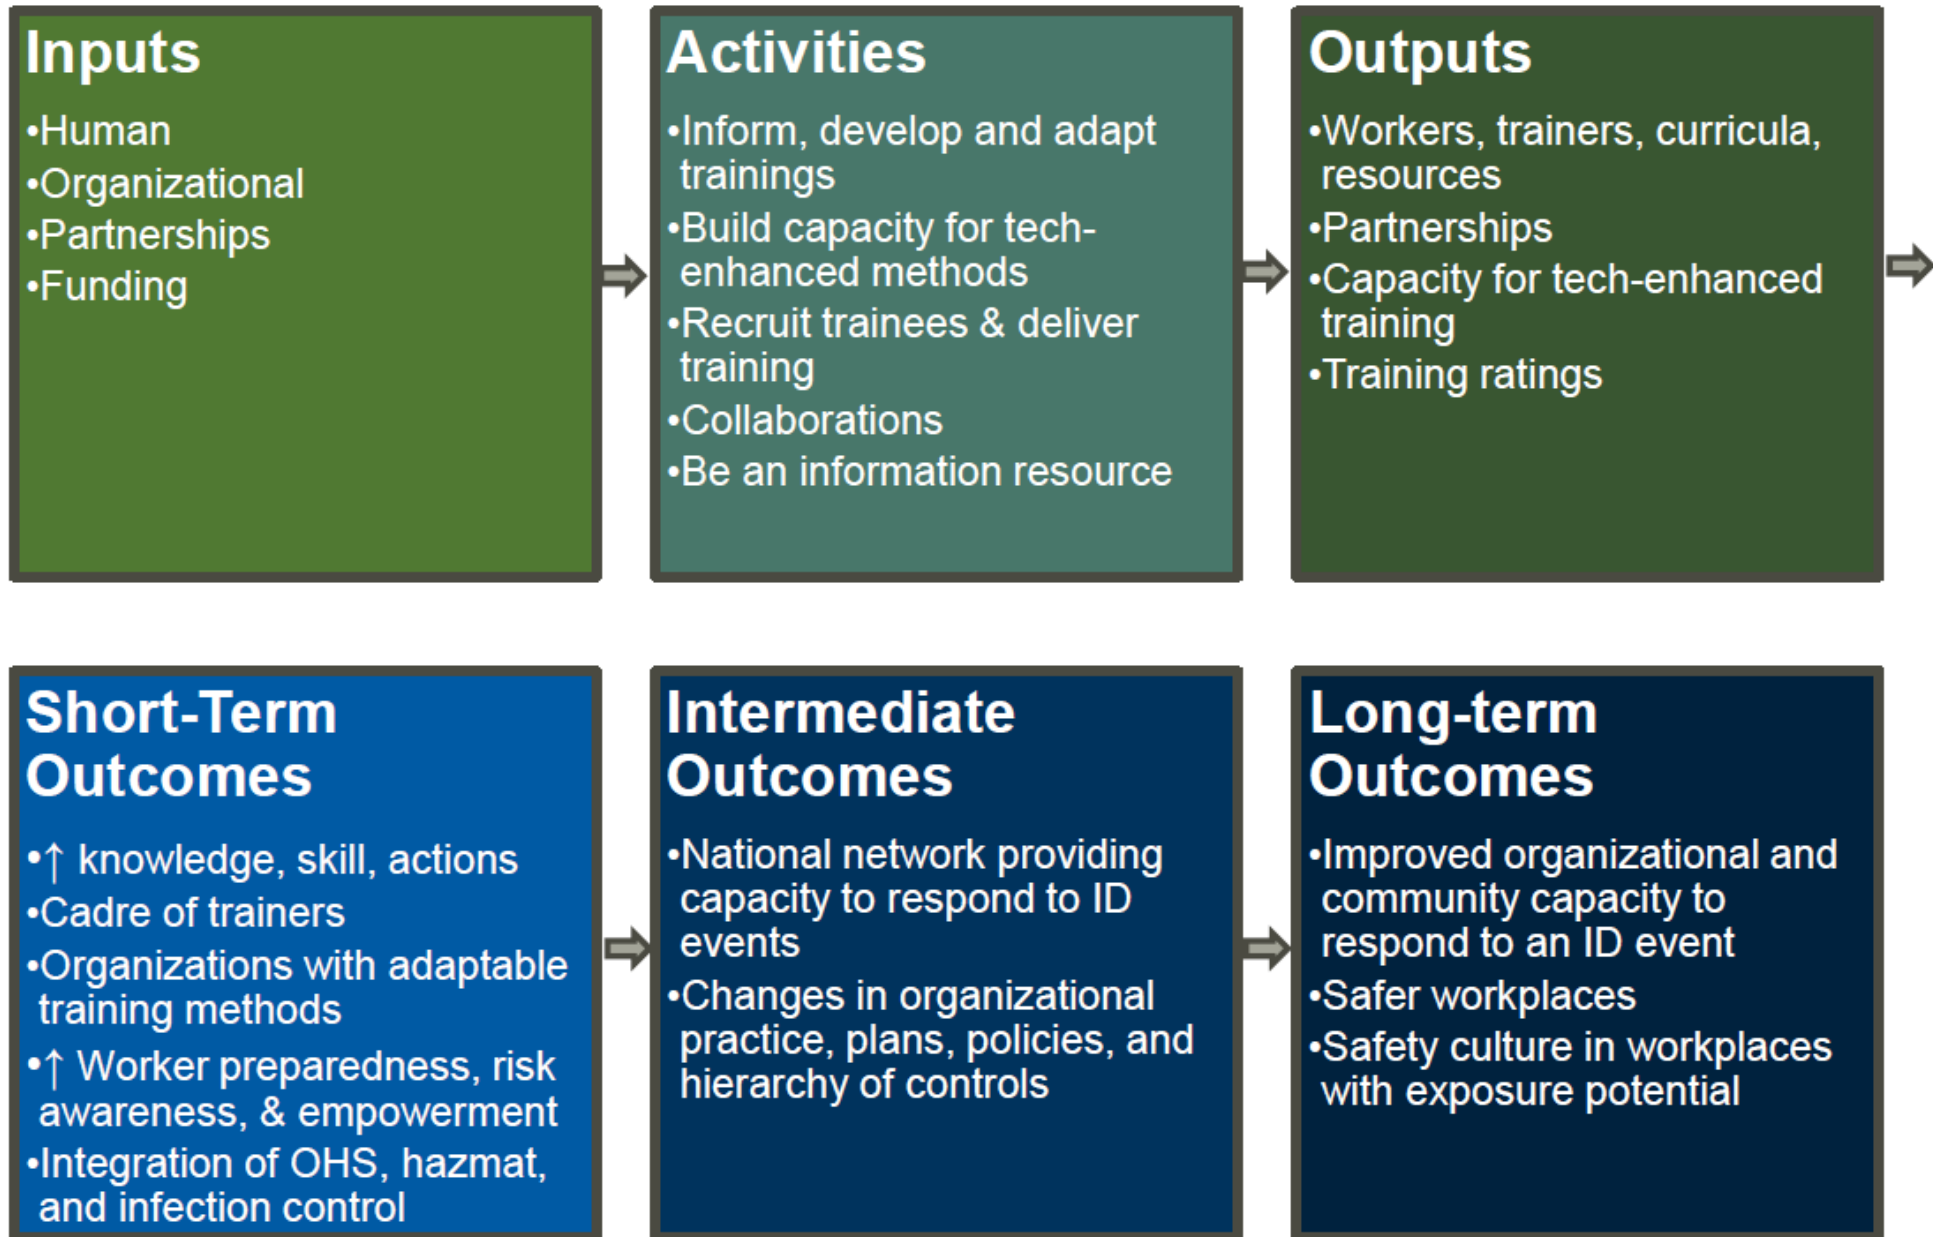 Inputs
•Human
•Organizational
•Partnerships
•Funding
Activities
•Inform, develop and adapt
trainings
•Build capacity for tech-
enhanced methods
•Recruit trainees & deliver
training
•Collaborations
•Be an information resource
Outputs
•Workers, trainers, curricula,
resources
•Partnerships
•Capacity for tech-enhanced
training
•Training ratings
Short-Term
Outcomes
•↑ knowledge, skill, actions
•Cadre of trainers
•Organizations with adaptable
training methods
•↑ Worker preparedness, risk
awareness, & empowerment
•Integration of OHS, hazmat,
and infection control
Intermediate
Outcomes
•National network providing
capacity to respond to ID
events
•Changes in organizational
practice, plans, policies, and
hierarchy of controls
Long-term
Outcomes
•Improved organizational and
community capacity to
respond to an ID event
•Safer workplaces
•Safety culture in workplaces
with exposure potential